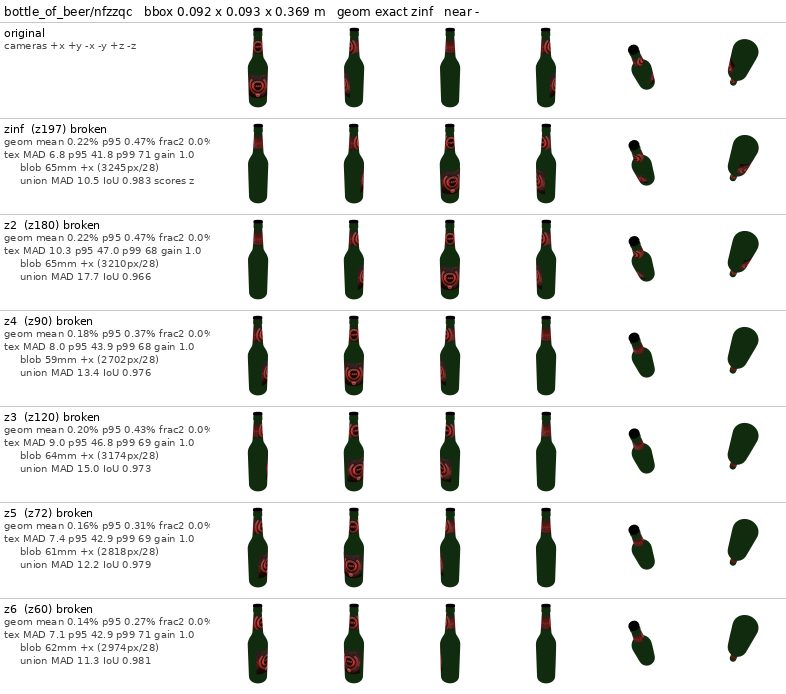 bottle_of_beer/nfzzqc bbox 0.092 x 0.093 x 0.369 m geom exact zinf near -
original
cameras +x +y -x -y +z -z
zinf (z197) broken
geom mean 0.22% p95 0.47% frac2 0.0%
tex MAD 6.8 p95 41.8 p99 71 gain 1.0
blob 65mm +x (3245px/28)
union MAD 10.5 IoU 0.983 scores z
z2 (z180) broken
geom mean 0.22% p95 0.47% frac2 0.0%
tex MAD 10.3 p95 47.0 p99 68 gain 1.0
blob 65mm +x (3210px/28)
union MAD 17.7 IoU 0.966
z4 (z90) broken
geom mean 0.18% p95 0.37% frac2 0.0%
tex MAD 8.0 p95 43.9 p99 68 gain 1.0
blob 59mm +x (2702px/28)
union MAD 13.4 IoU 0.976
z3 (z120) broken
geom mean 0.20% p95 0.43% frac2 0.0%
tex MAD 9.0 p95 46.8 p99 69 gain 1.0
blob 64mm +x (3174px/28)
union MAD 15.0 IoU 0.973
z5 (z72) broken
geom mean 0.16% p95 0.31% frac2 0.0%
tex MAD 7.4 p95 42.9 p99 69 gain 1.0
blob 61mm +x (2818px/28)
union MAD 12.2 IoU 0.979
z6 (z60) broken
geom mean 0.14% p95 0.27% frac2 0.0%
tex MAD 7.1 p95 42.9 p99 71 gain 1.0
blob 62mm +x (2974px/28)
union MAD 11.3 IoU 0.981